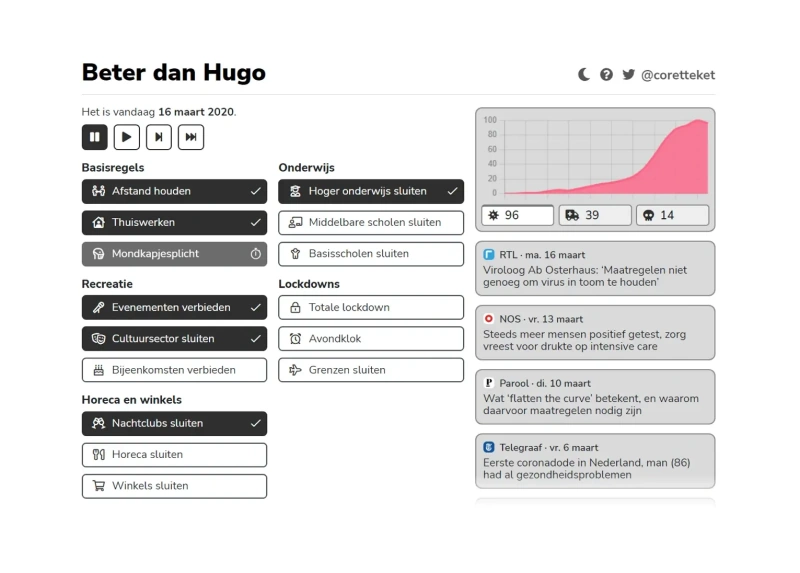 Beter dan Hugo
@coretteket
Het is vandaag 16 maart 2020.
Basisregels
Afstand houden
Thuiswerken
Mondkapjesplicht
Recreatie
Evenementen verbieden
Cultuursector sluiten
Bijeenkomsten verbieden
Horeca en winkels
Nachtclubs sluiten
Horeca sluiten
Winkels sluiten
Onderwijs
Hoger onderwijs sluiten
Middelbare scholen sluiten
Basisscholen sluiten
Lockdowns
Totale lockdown
Avondklok
Grenzen sluiten
100
80
60
40
20
0
96
39
14
RTL · ma. 16 maart
Viroloog Ab Osterhaus: ‘Maatregelen niet
genoeg om virus in toom te houden’
NOS · vr. 13 maart
Steeds meer mensen positief getest, zorg
vreest voor drukte op intensive care
Parool · di. 10 maart
Wat ‘flatten the curve’ betekent, en waarom
daarvoor maatregelen nodig zijn
Telegraaf · vr. 6 maart
Eerste coronadode in Nederland, man (86)
had al gezondheidsproblemen